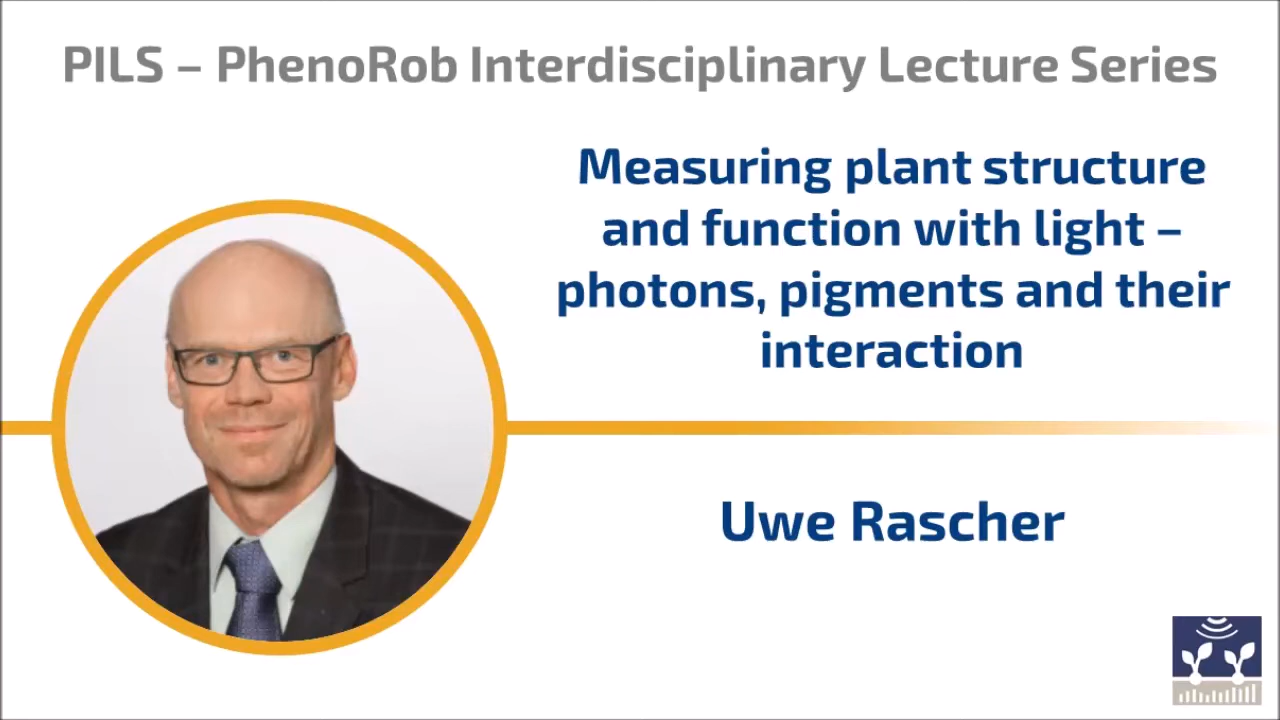 PILS – PhenoRob Interdisciplinary Lecture Series
Measuring plant structure
and function with light –
photons, pigments and their
interaction
Uwe Rascher